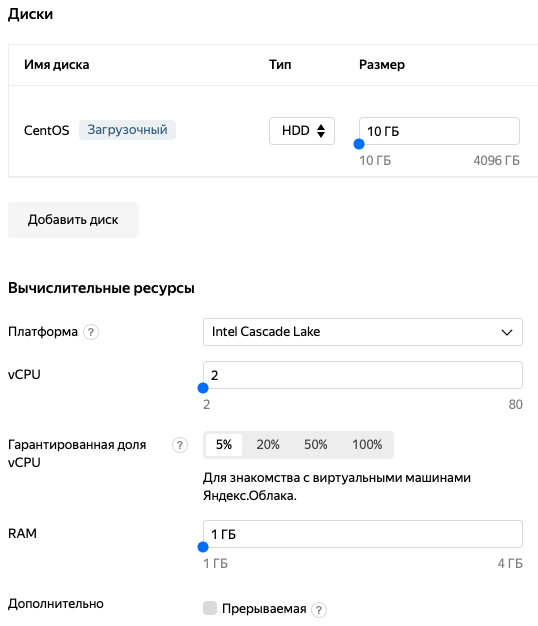 Диски
Имя диска Тип Размер
CentOS Загрузочный HDD 10 ГБ
10 ГБ 4096 ГБ
Добавить диск
Вычислительные ресурсы
Платформа ? Intel Cascade Lake
vCPU 2
2 80
Гарантированная доля ? 5% 20% 50% 100%
vCPU
Для знакомства с виртуальными машинами
Яндекс.Облака.
RAM 1 ГБ
1 ГБ 4 ГБ
Дополнительно Прерываемая ?